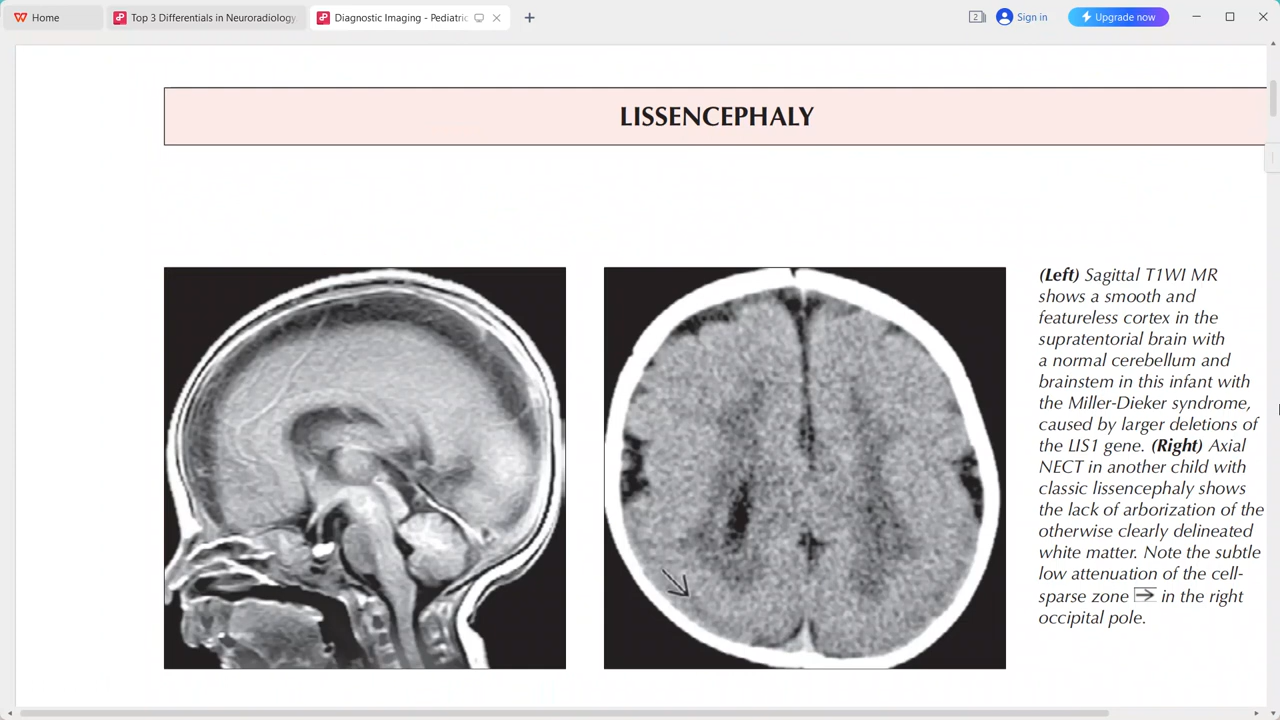 Home
Top 3 Differentials in Neuroradiology
Diagnostic Imaging - Pediatric
2
Sign in
Upgrade now
LISSENCEPHALY
(Left) Sagittal T1WI MR
shows a smooth and
featureless cortex in the
supratentorial brain with
a normal cerebellum and
brainstem in this infant with
the Miller-Dieker syndrome,
caused by larger deletions of
the LIS1 gene. (Right) Axial
NECT in another child with
classic lissencephaly shows
the lack of arborization of the
otherwise clearly delineated
white matter. Note the subtle
low attenuation of the cell-
sparse zone in the right
occipital pole.